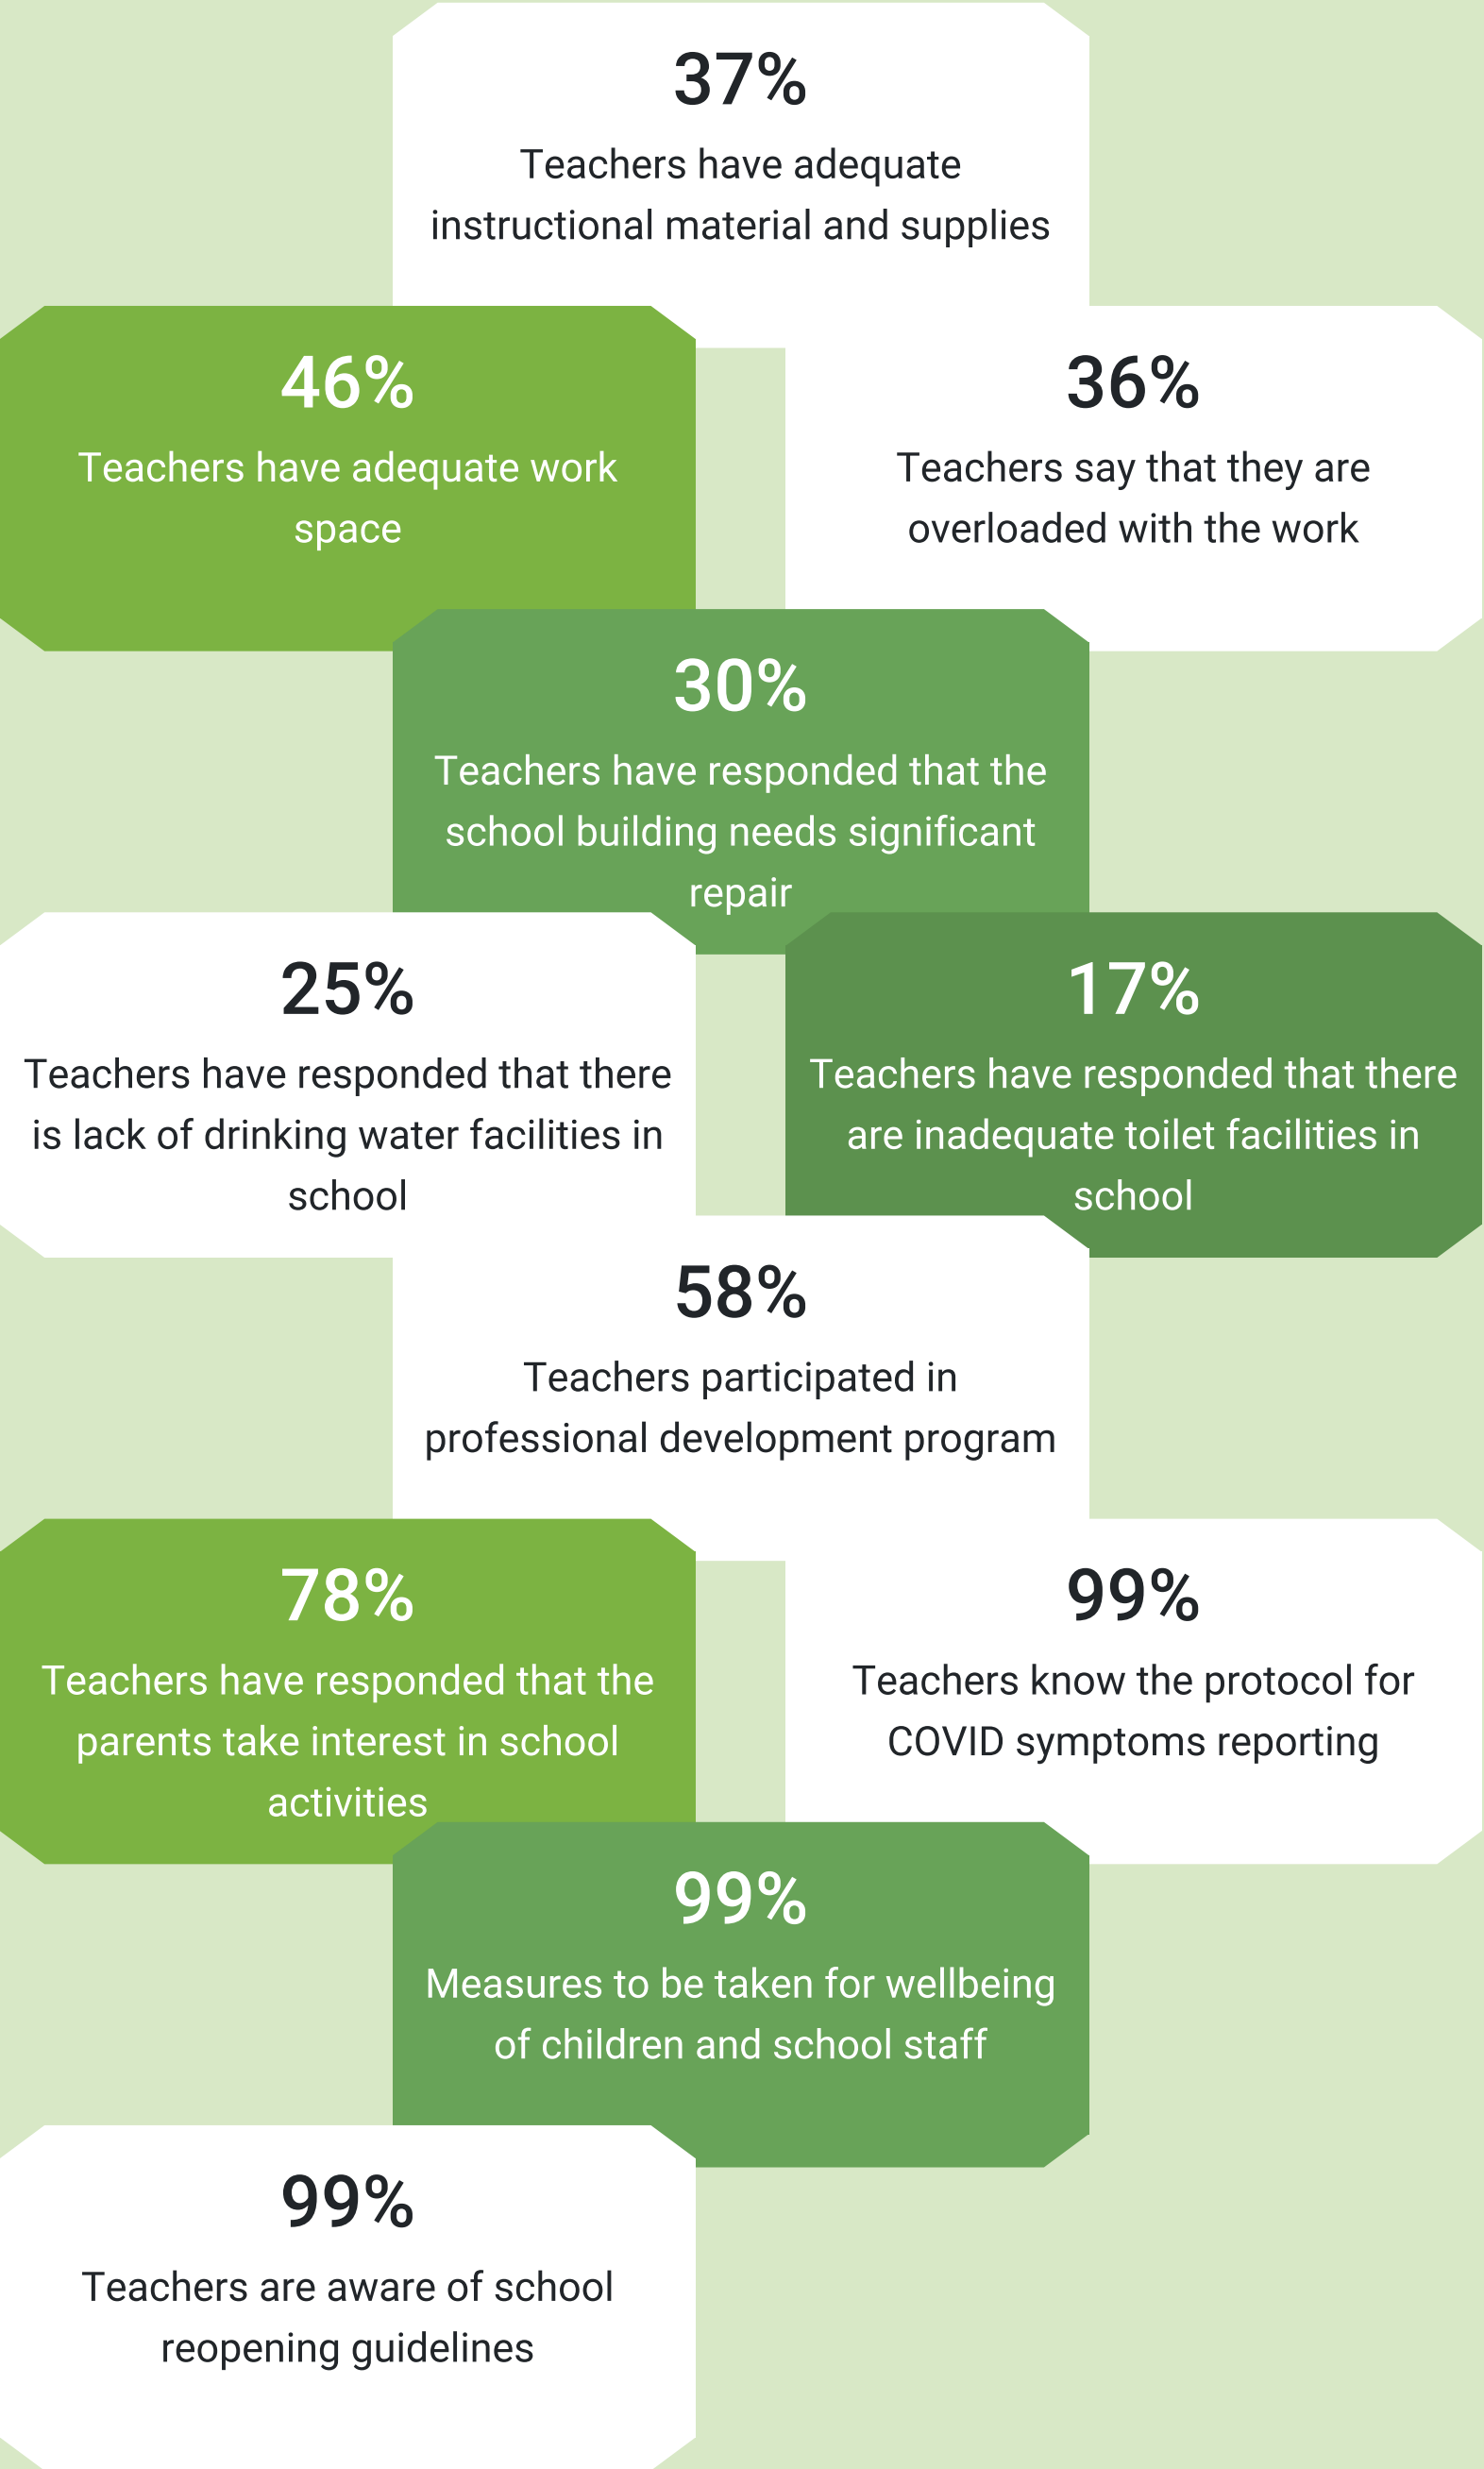 37%
Teachers have adequate
instructional material and supplies
46%
Teachers have adequate work
space
36%
Teachers say that they are
overloaded with the work
30%
Teachers have responded that the
school building needs significant
repair
25%
Teachers have responded that there
is lack of drinking water facilities in
school
17%
Teachers have responded that there
are inadequate toilet facilities in
school
58%
Teachers participated in
professional development program
78%
Teachers have responded that the
parents take interest in school
activities
99%
Teachers know the protocol for
COVID symptoms reporting
99%
Measures to be taken for wellbeing
of children and school staff
99%
Teachers are aware of school
reopening guidelines